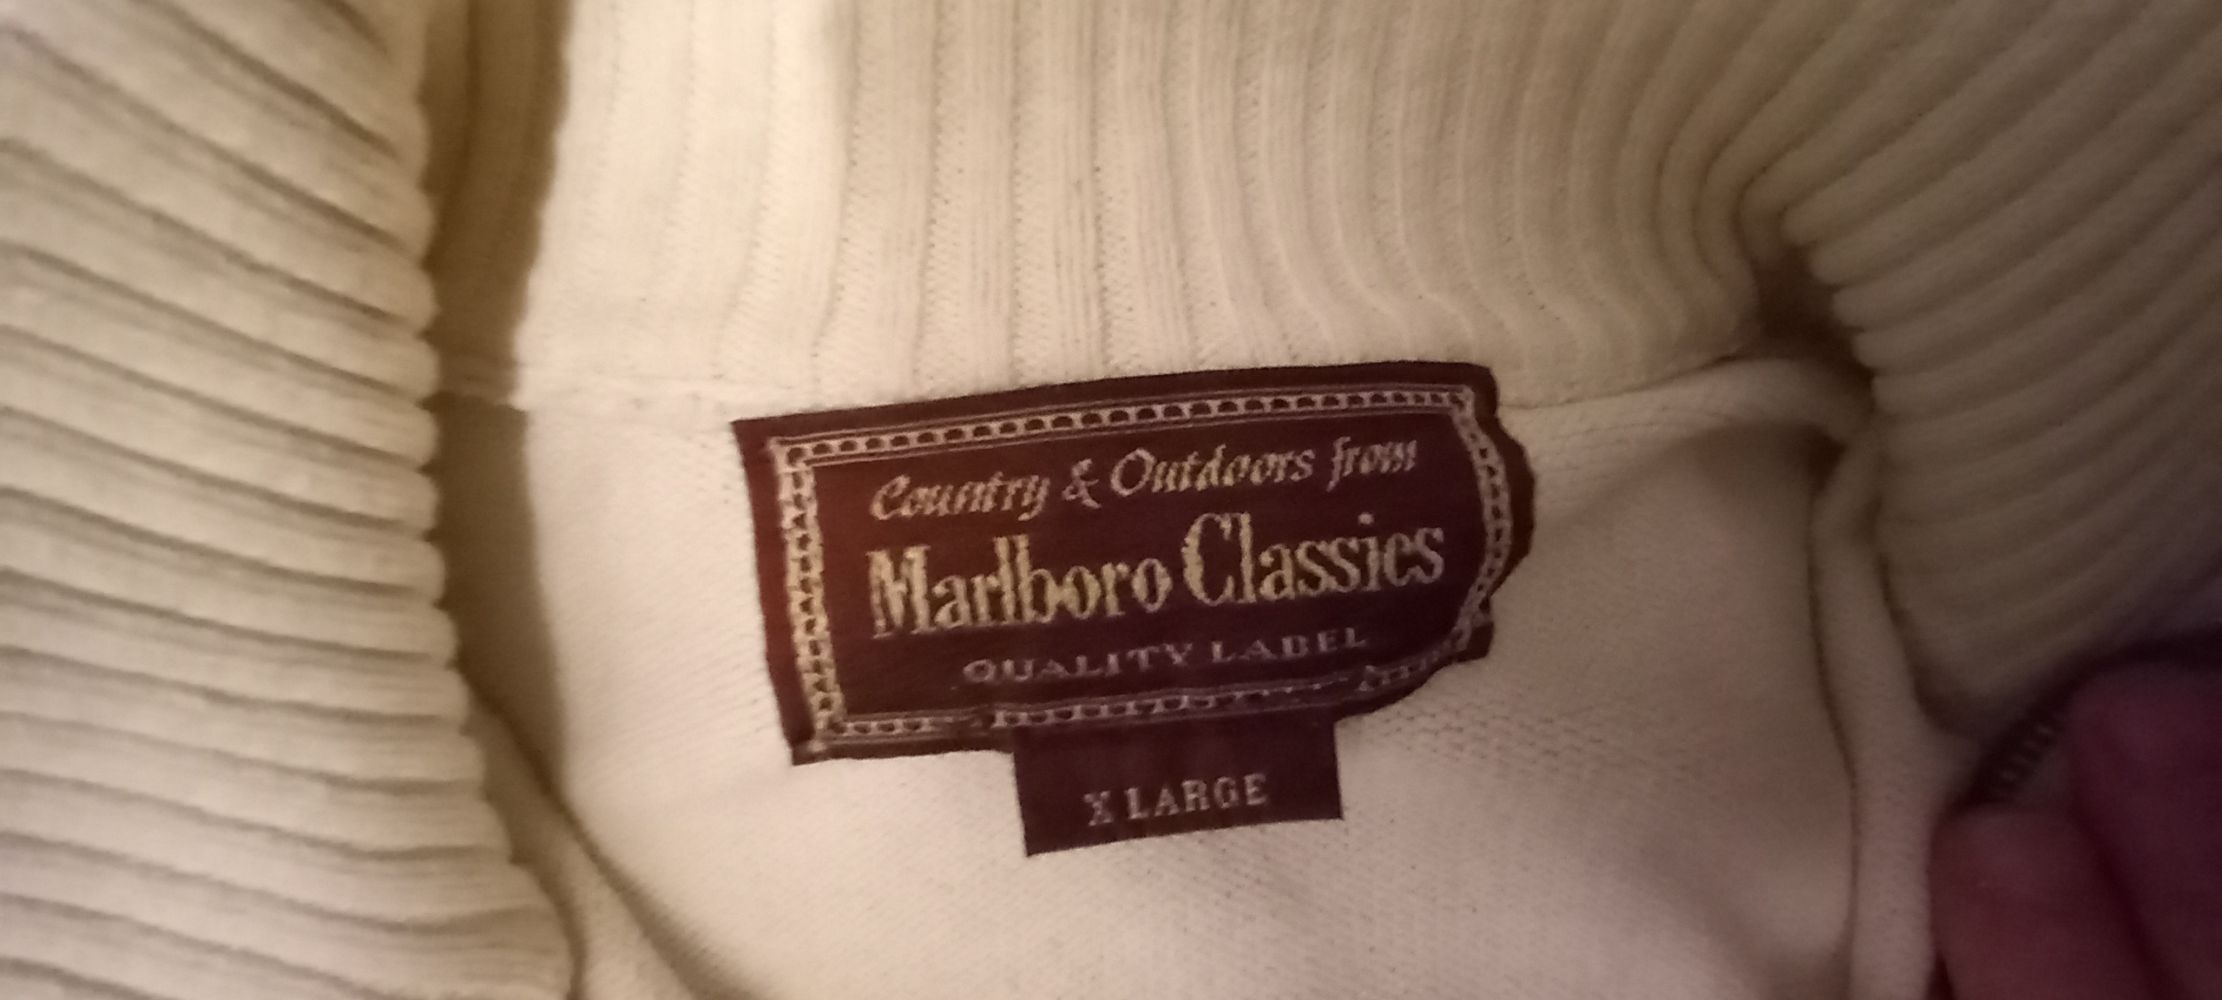 Country & Outdoors from
Marlboro Classics
QUALITY LABEL
X LARGE